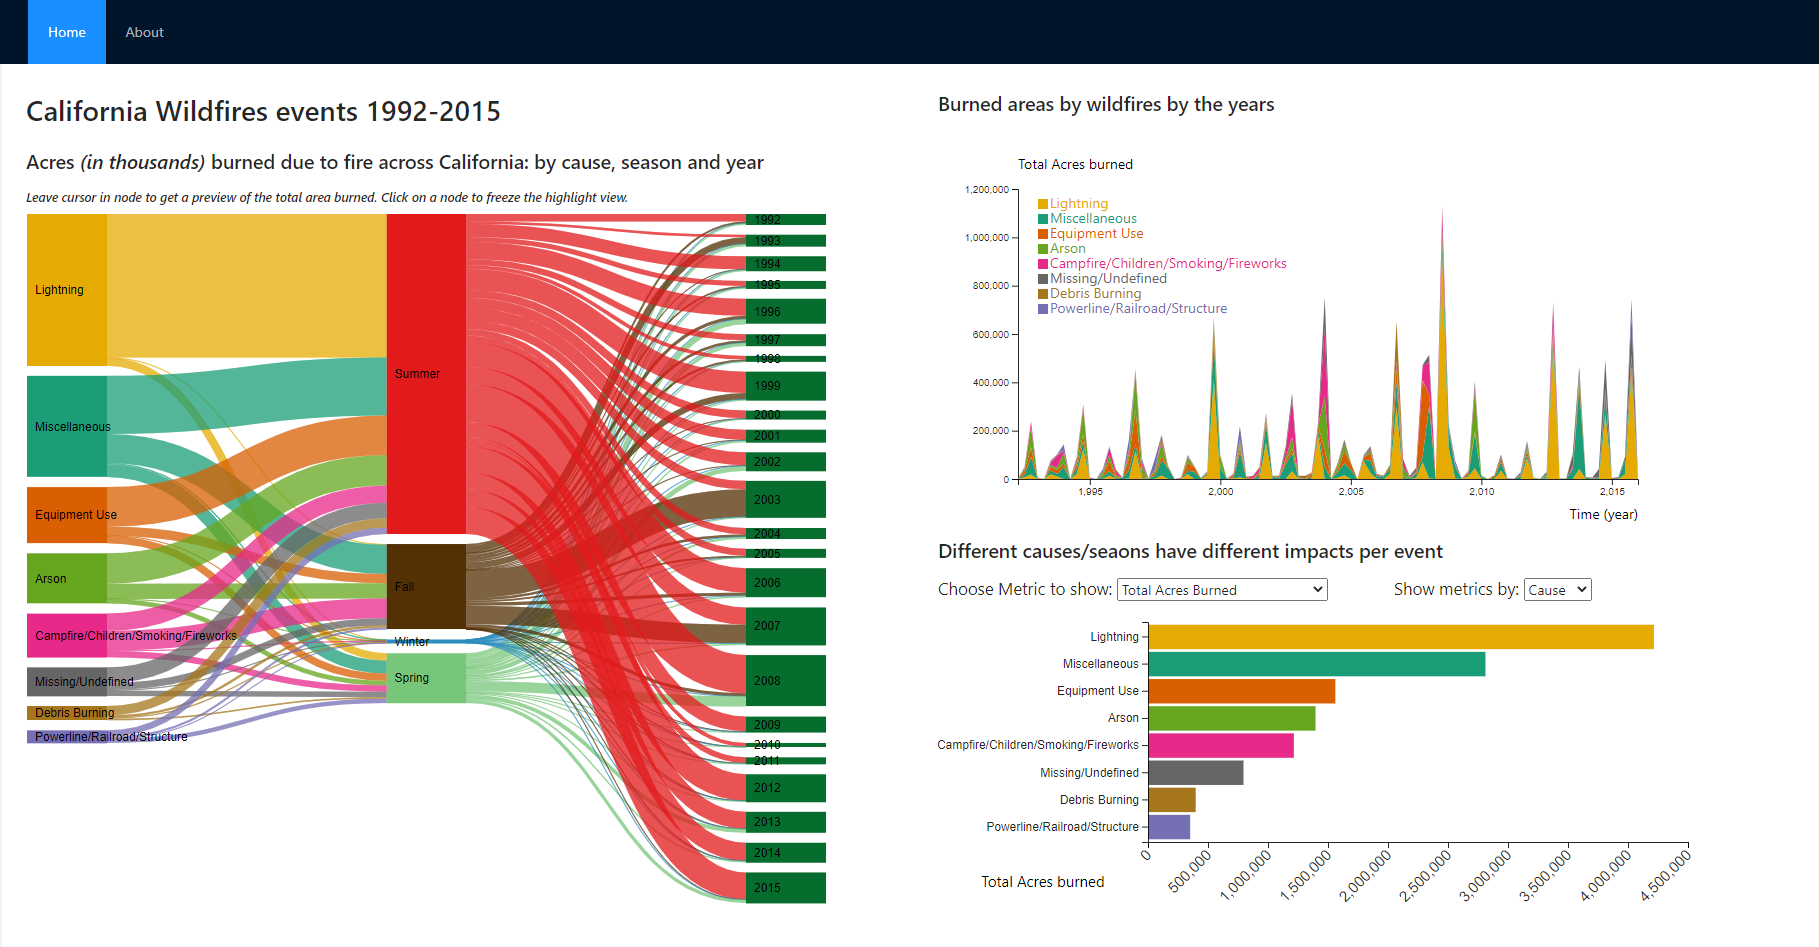 Home
About
California Wildfires events 1992-2015
Acres (in thousands) burned due to fire across California: by cause, season and year
Leave cursor in node to get a preview of the total area burned. Click on a node to freeze the highlight view.
Lightning
Miscellaneous
Equipment Use
Arson
Campfire/Children/Smoking/Fireworks
Missing/Undefined
Debris Burning
Powerline/Railroad/Structure
Summer
Fall
Winter
Spring
1992
1993
1994
1995
1996
1997
1998
1999
2000
2001
2002
2003
2004
2005
2006
2007
2008
2009
2010
2011
2012
2013
2014
2015
Burned areas by wildfires by the years
Total Acres burned
1,200,000
1,000,000
800,000
600,000
400,000
200,000
0
Lightning
Miscellaneous
Equipment Use
Arson
Campfire/Children/Smoking/Fireworks
Missing/Undefined
Debris Burning
Powerline/Railroad/Structure
1,995
2,000
2,005
2,010
2,015
Time (year)
Different causes/seaons have different impacts per event
Choose Metric to show: Total Acres Burned
Show metrics by: Cause
Lightning
Miscellaneous
Equipment Use
Arson
Campfire/Children/Smoking/Fireworks
Missing/Undefined
Debris Burning
Powerline/Railroad/Structure
0
500,000
1,000,000
1,500,000
2,000,000
2,500,000
3,000,000
3,500,000
4,000,000
4,500,000
Total Acres burned